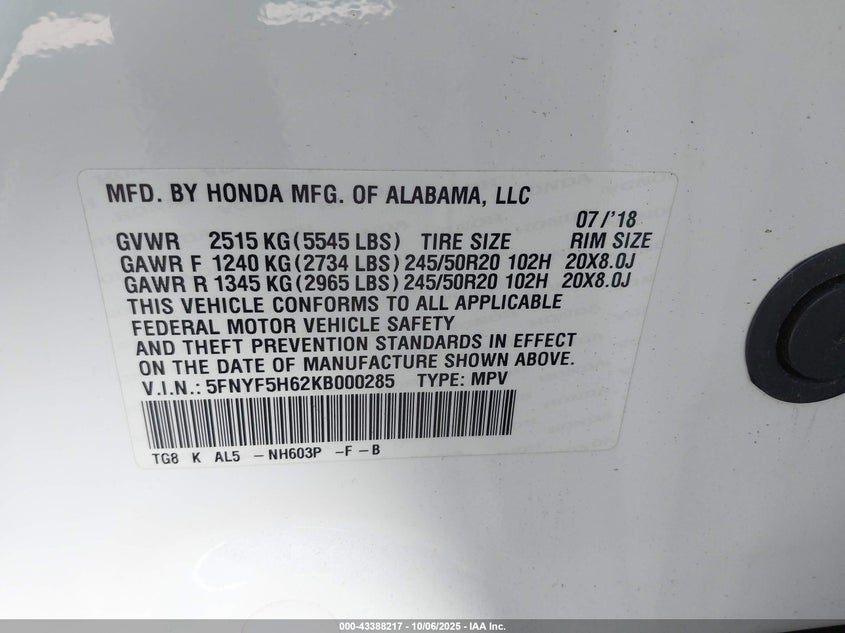 MFD. BY HONDA MFG. OF ALABAMA, LLC
07/'18
GVWR 2515 KG (5545 LBS) TIRE SIZE RIM SIZE
GAWR F 1240 KG (2734 LBS) 245/50R20 102H 20X8.0J
GAWR R 1345 KG (2965 LBS) 245/50R20 102H 20X8.0J
THIS VEHICLE CONFORMS TO ALL APPLICABLE
FEDERAL MOTOR VEHICLE SAFETY
AND THEFT PREVENTION STANDARDS IN EFFECT
ON THE DATE OF MANUFACTURE SHOWN ABOVE.
V.I.N.: 5FNYF5H62KB000285 TYPE: MPV
TG8 K AL5 -NH603P -F-B
000-43388217 - 10/06/2025 - IAA Inc.